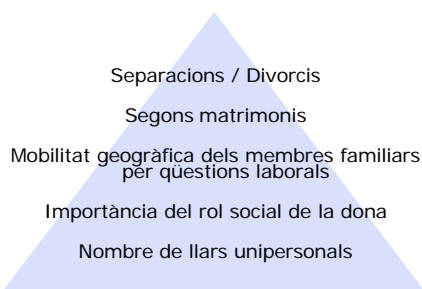 Separacions / Divorcis
Segons matrimonis
Mobilitat geogràfica dels membres familiars
per qüestions laborals
Importància del rol social de la dona
Nombre de llars unipersonals